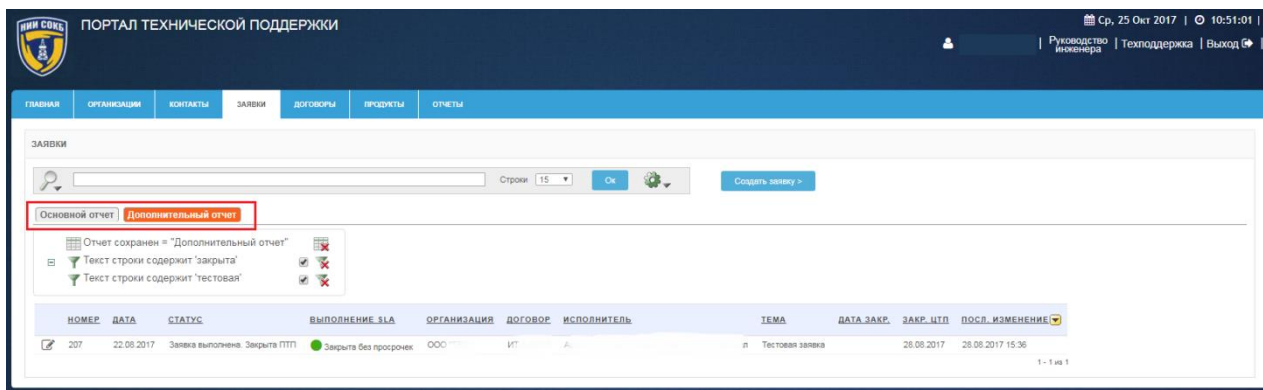 НИИ СОКБ
ПОРТАЛ ТЕХНИЧЕСКОЙ ПОДДЕРЖКИ
Ср, 25 Окт 2017 | 10:51:01 |
| Руководство инженера | Техподдержка | Выход |
ГЛАВНАЯ ОРГАНИЗАЦИИ КОНТАКТЫ ЗАЯВКИ ДОГОВОРЫ ПРОДУКТЫ ОТЧЕТЫ
ЗАЯВКИ
Строки 15 Ок Создать заявку >
Основной отчет Дополнительный отчет
Отчет сохранен = "Дополнительный отчет"
Текст строки содержит 'закрыта'
Текст строки содержит 'тестовая'
НОМЕР ДАТА СТАТУС ВЫПОЛНЕНИЕ SLA ОРГАНИЗАЦИЯ ДОГОВОР ИСПОЛНИТЕЛЬ ТЕМА ДАТА ЗАКР. ЗАКР. ЦТП ПОСЛ. ИЗМЕНЕНИЕ
207 22.08.2017 Заявка выполнена. Закрыта ПТП Закрыта без просрочек ООО ИТ Тестовая заявка 28.08.2017 28.08.2017 15:36
1 - 1 из 1